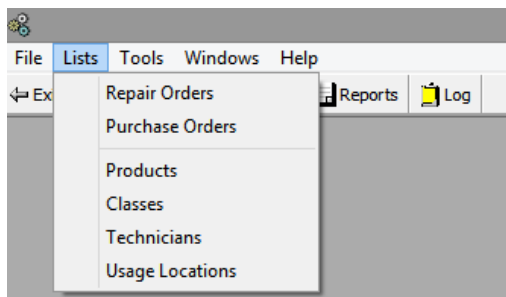 File Lists Tools Windows Help
Ex Reports Log
Repair Orders
Purchase Orders
Products
Classes
Technicians
Usage Locations